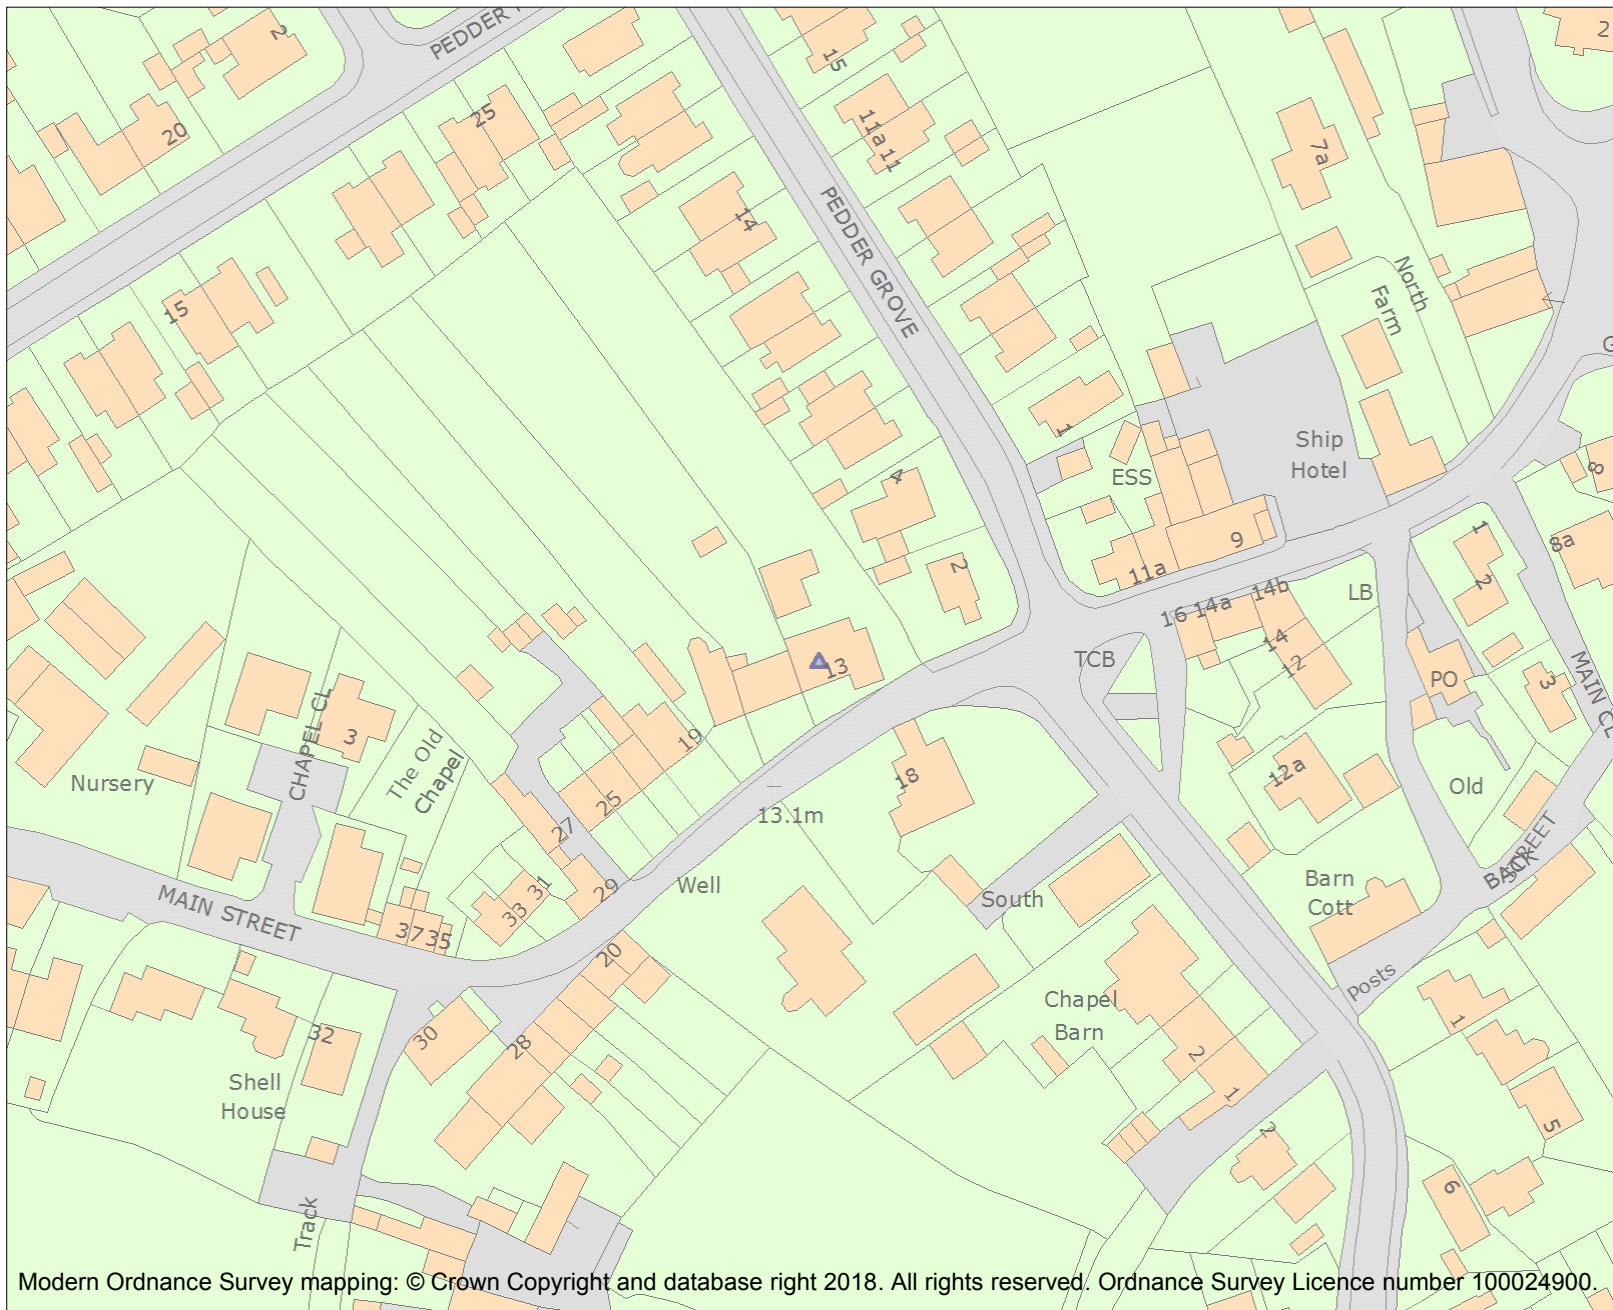 2
PEDDER
15
2
20
25
11a
11
7a
14
PEDDER GROVE
North
Farm
15
G
1
Ship
Hotel
ESS
4
8
9
1
8a
11a
2
2
14b
LB
16
14a
14
13
TCB
12
PO
MAIN CL
3
CHAPEL CL
3
The Old
Chapel
19
18
12a
Nursery
25
13.1m
Old
27
BACK
STREET
Well
31
29
33
South
Barn
Cott
MAIN STREET
37
35
20
Posts
Chapel
Barn
30
28
32
1
2
Shell
House
1
5
2
6
Track
Modern Ordnance Survey mapping: © Crown Copyright and database right 2018. All rights reserved. Ordnance Survey Licence number 100024900.